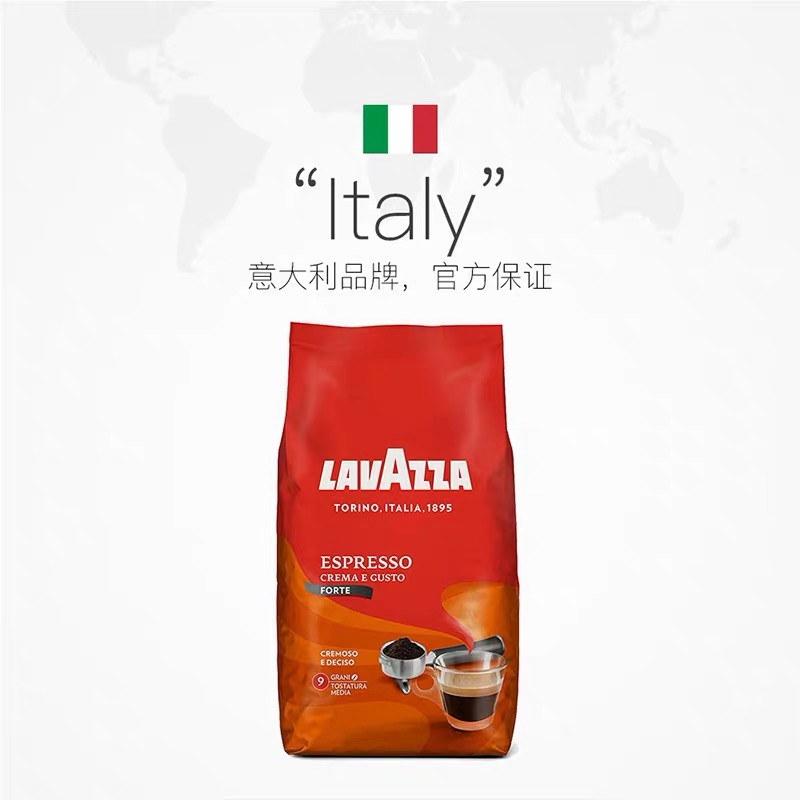 “Italy”
意大利品牌，官方保证
LAVAZZA
TORINO, ITALIA, 1895
ESPRESSO
CREMA E GUSTO
FORTE
CREMOSO
E DECISO
9 GRANI
TOSTATURA
MEDIA